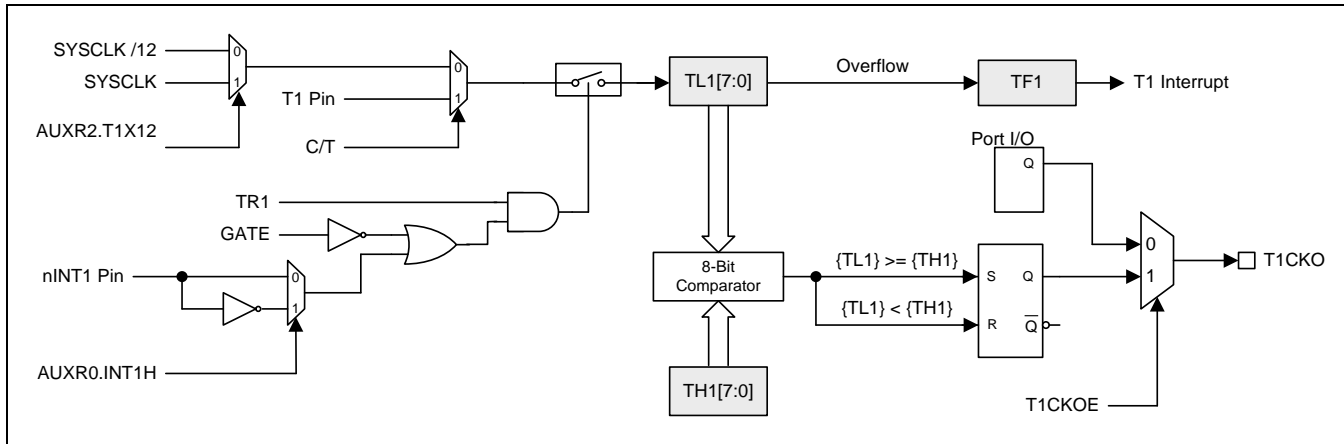 SYSCLK /12
SYSCLK
AUXR2.T1X12
0
1
T1 Pin
C/T
0
1
TL1[7:0]
Overflow
TF1
T1 Interrupt
Port I/O
Q
TR1
GATE
nINT1 Pin
0
1
AUXR0.INT1H
8-Bit
Comparator
TH1[7:0]
{TL1} >= {TH1}
{TL1} < {TH1}
S
Q
R
Q
0
1
T1CKO
T1CKOE